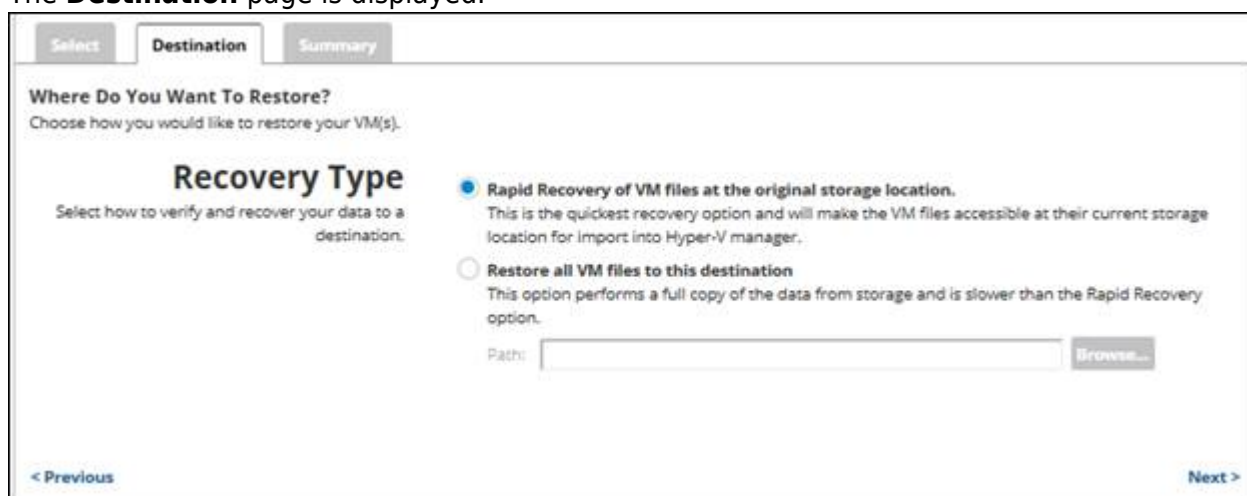 The Destination page is displayed.
Select Destination Summary
Where Do You Want To Restore?
Choose how you would like to restore your VM(s).
Recovery Type
Select how to verify and recover your data to a
destination.
Rapid Recovery of VM files at the original storage location.
This is the quickest recovery option and will make the VM files accessible at their current storage
location for import into Hyper-V manager.
Restore all VM files to this destination
This option performs a full copy of the data from storage and is slower than the Rapid Recovery
option.
Path: Browse...
< Previous Next >